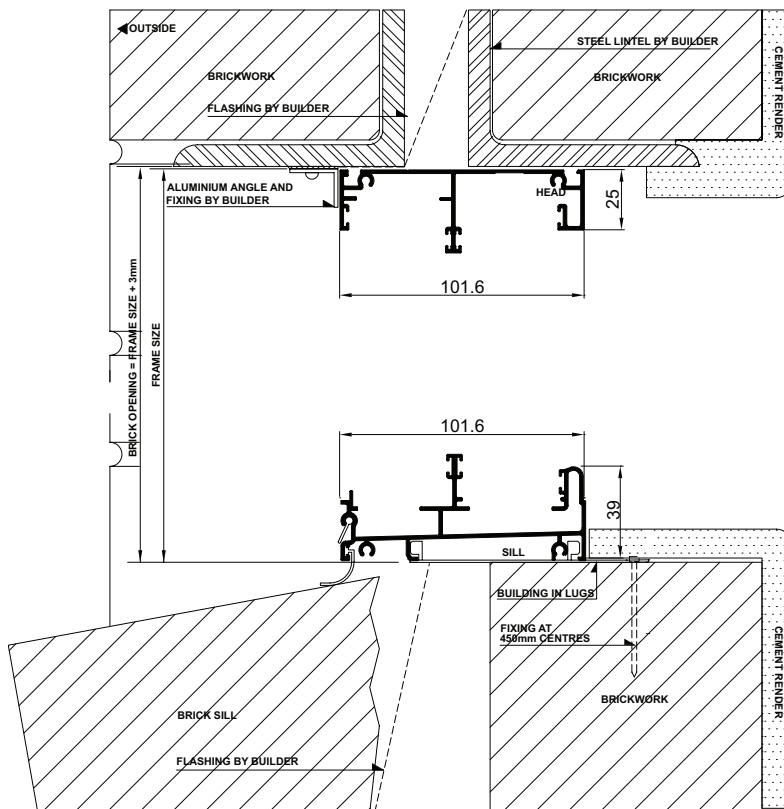 OUTSIDE
STEEL LINTEL BY BUILDER
BRICKWORK
BRICKWORK
CEMENT RENDER
FLASHING BY BUILDER
ALUMINIUM ANGLE AND
FIXING BY BUILDER
HEAD
25
101.6
BRICK OPENING = FRAME SIZE + 3mm
FRAME SIZE
101.6
39
SILL
BUILDING IN LUGS
FIXING AT
450mm CENTRES
CEMENT RENDER
BRICKWORK
BRICK SILL
FLASHING BY BUILDER